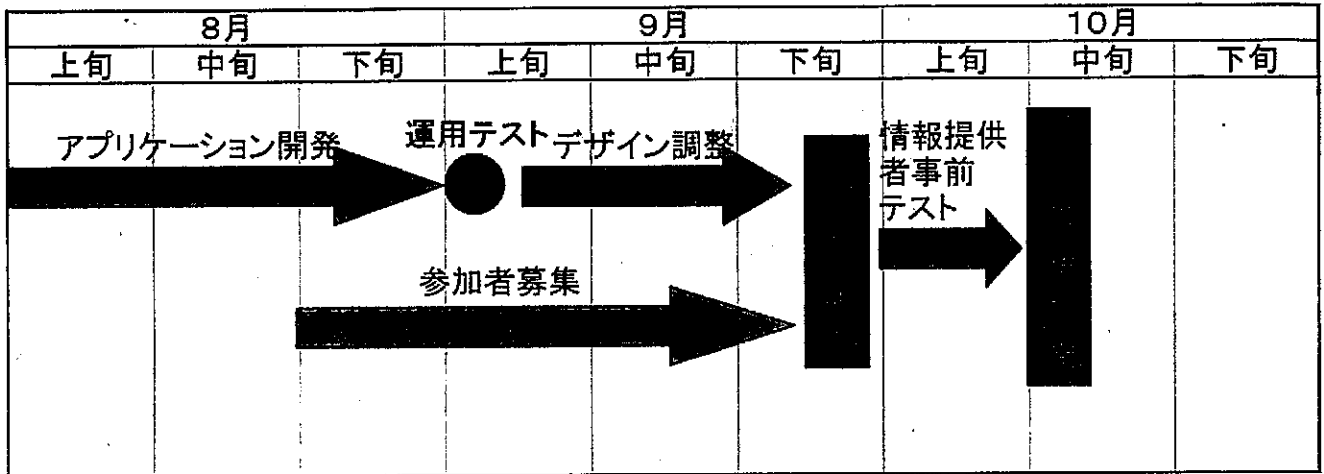 8月 9月 10月
上旬 中旬 下旬 上旬 中旬 下旬 上旬 中旬 下旬
アプリケーション開発 運用テスト デザイン調整 情報提供
者事前
テスト
参加者募集